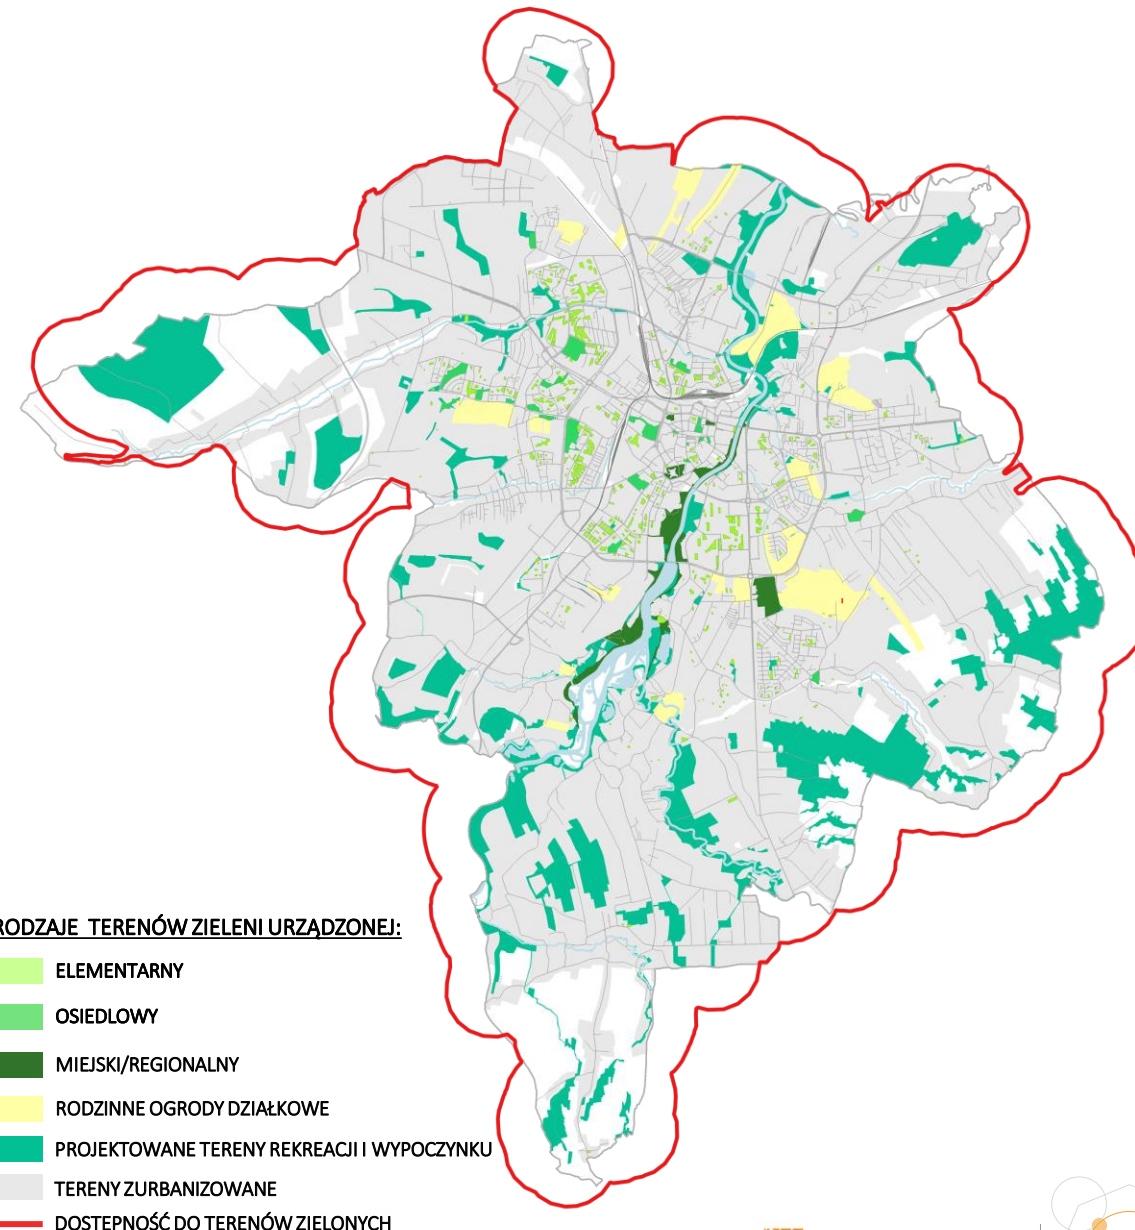 RODZAJE TERENÓW ZIELENI URZĄDZONEJ:
ELEMENTARNY
OSIEDLOWY
MIEJSKI/REGIONALNY
RODZINNE OGRODY DZIAŁKOWE
PROJEKTOWANE TERENY REKREACJI I WYPOCZYNKU
TERENY ZURBANIZOWANE
DOSTĘPNOŚĆ DO TERENÓW ZIELONYCH